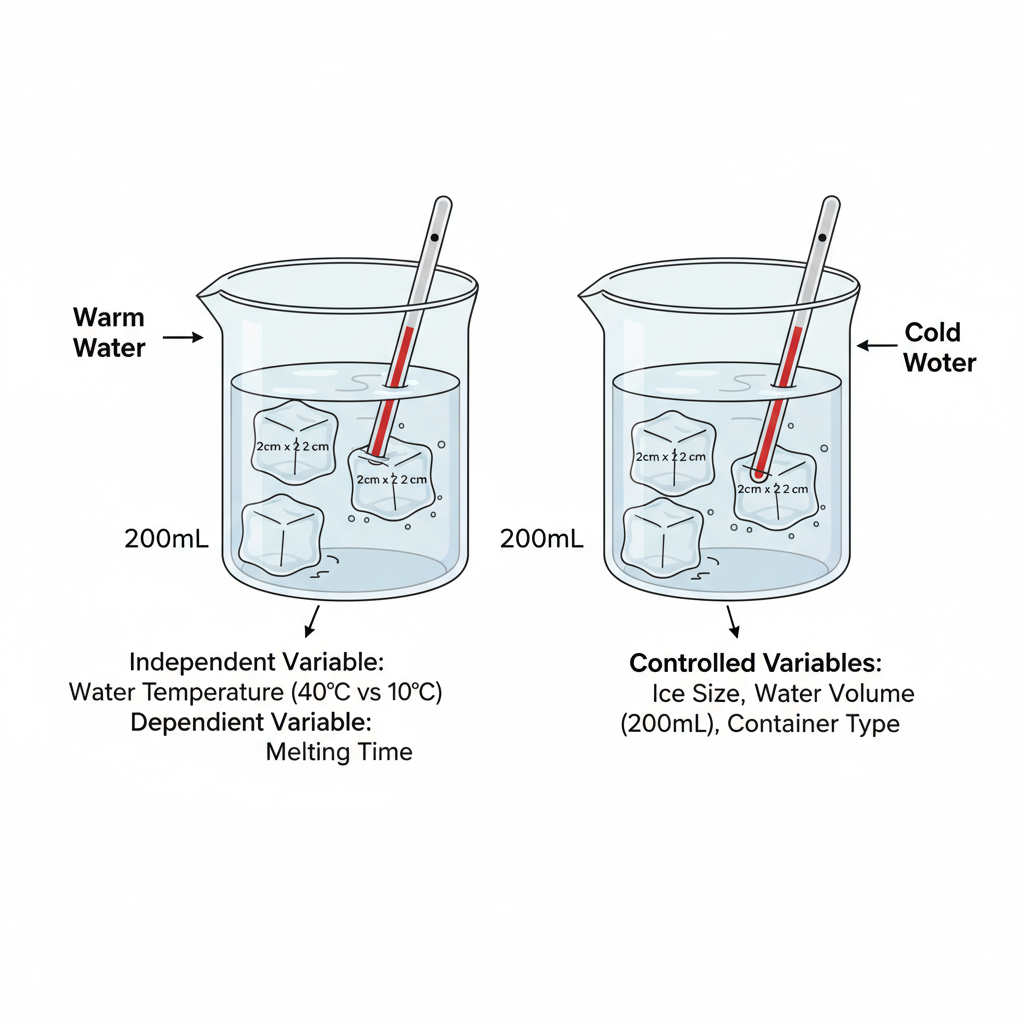 Warm
Water
Cold
Woter
2cm x 2 2 cm
2cm x 2 2 cm
2cm x 2 2 cm
2cm x 2 2 cm
200mL
200mL
Independent Variable:
Water Temperature (40°C vs 10°C)
Dependient Variable:
Melting Time
Controlled Variables:
Ice Size, Water Volume
(200mL), Container Type